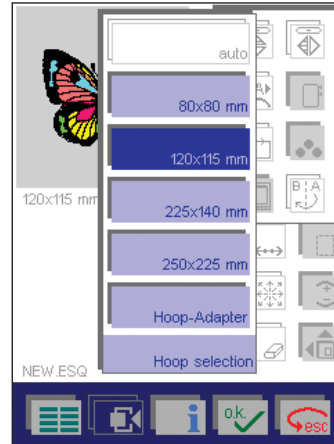 auto
80x80 mm
A
120x115 mm
B A
120x115 mm
225x140 mm
250x225 mm
Hoop-Adapter
Hoop selection
NEW.ESQ
i
o.k.
esc